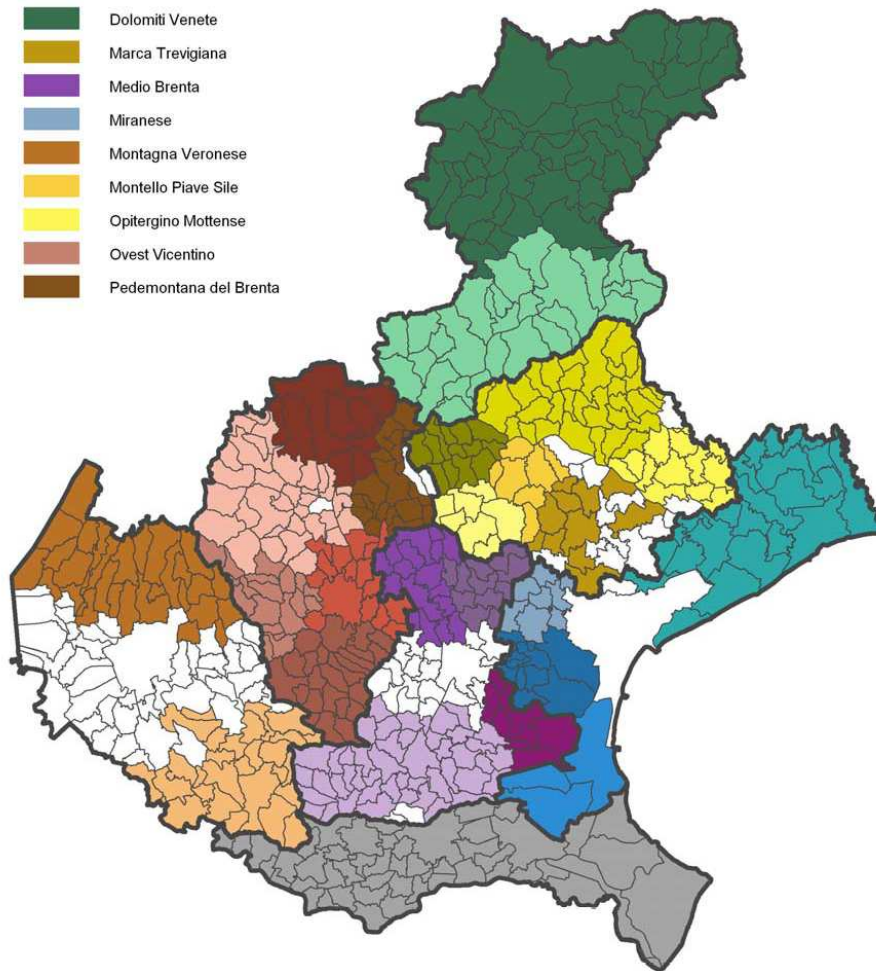 Dolomiti Venete
Marca Trevigiana
Medio Brenta
Miranese
Montagna Veronese
Montello Piave Sile
Opitergino Mottense
Ovest Vicentino
Pedemontana del Brenta